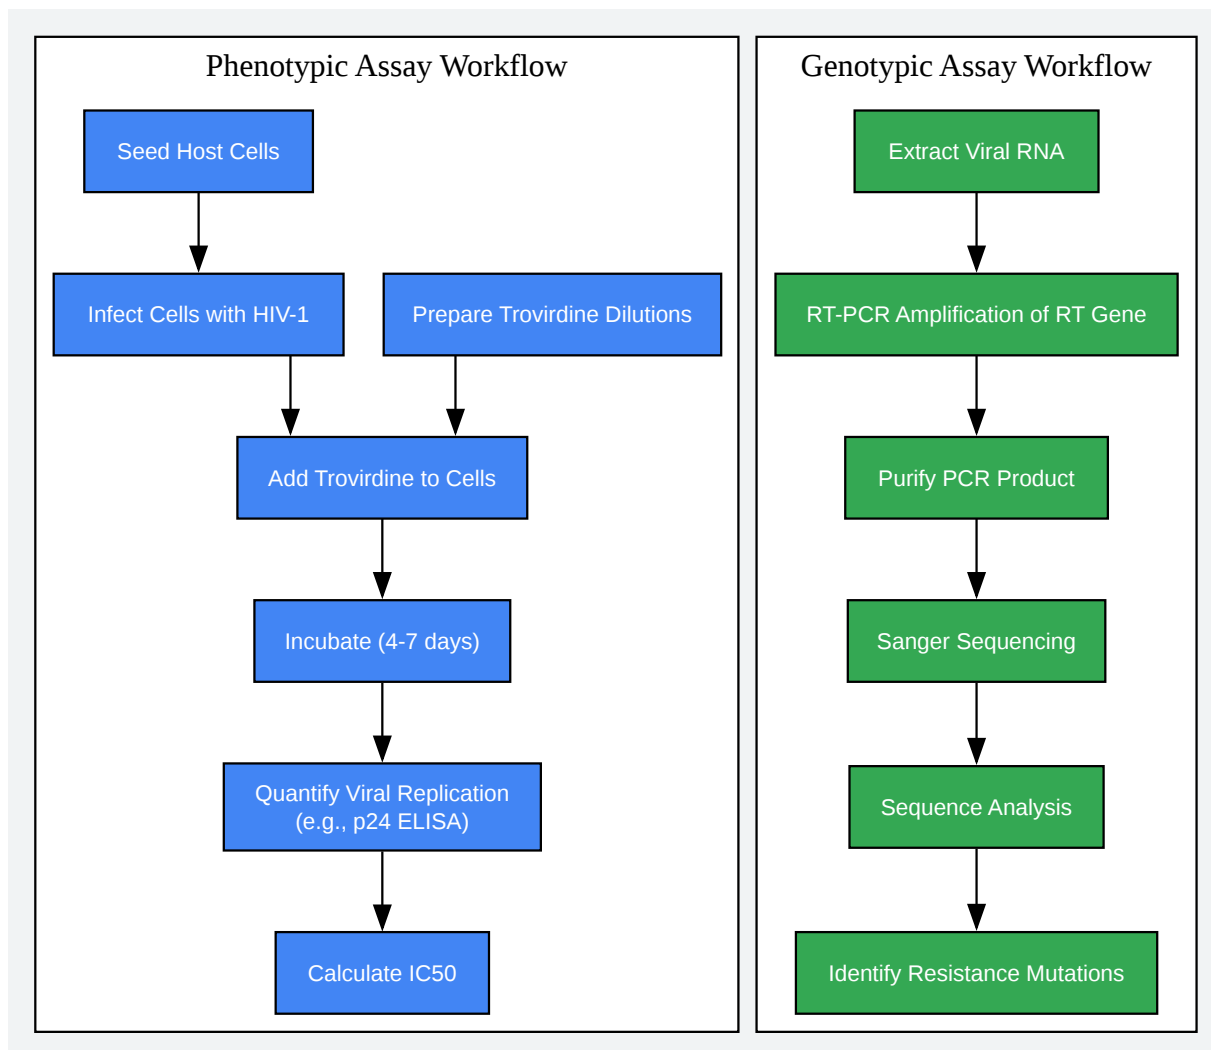 Phenotypic Assay Workflow
Seed Host Cells
Infect Cells with HIV-1
Prepare Trovirdine Dilutions
Add Trovirdine to Cells
Incubate (4-7 days)
Quantify Viral Replication
(e.g., p24 ELISA)
Calculate IC50
Genotypic Assay Workflow
Extract Viral RNA
RT-PCR Amplification of RT Gene
Purify PCR Product
Sanger Sequencing
Sequence Analysis
Identify Resistance Mutations